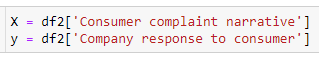 X = df2['Consumer complaint narrative']
y = df2['Company response to consumer']